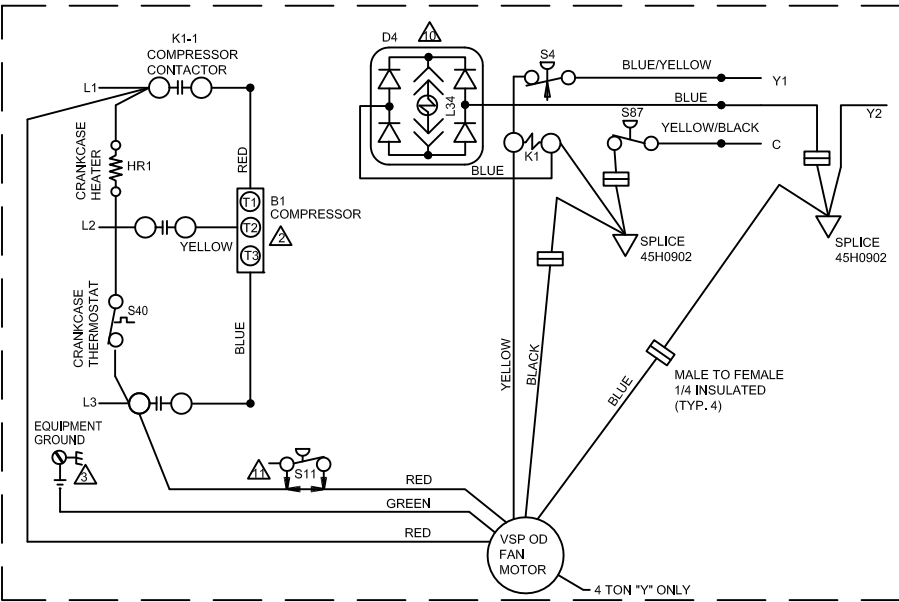 K1-1
COMPRESSOR
CONTACTOR
D4
10
L34
S4
BLUE/YELLOW
Y1
BLUE
Y2
S87
YELLOW/BLACK
C
L1
CRANKCASE
HEATER
HR1
RED
K1
BLUE
T1
B1
COMPRESSOR
T2
2
T3
L2
YELLOW
SPLICE
45H0902
SPLICE
45H0902
CRANKCASE
THERMOSTAT
S40
BLUE
YELLOW
BLACK
BLUE
MALE TO FEMALE
1/4 INSULATED
(TYP. 4)
L3
EQUIPMENT
GROUND
3
11
S11
RED
GREEN
RED
VSP OD
FAN
MOTOR
4 TON "Y" ONLY